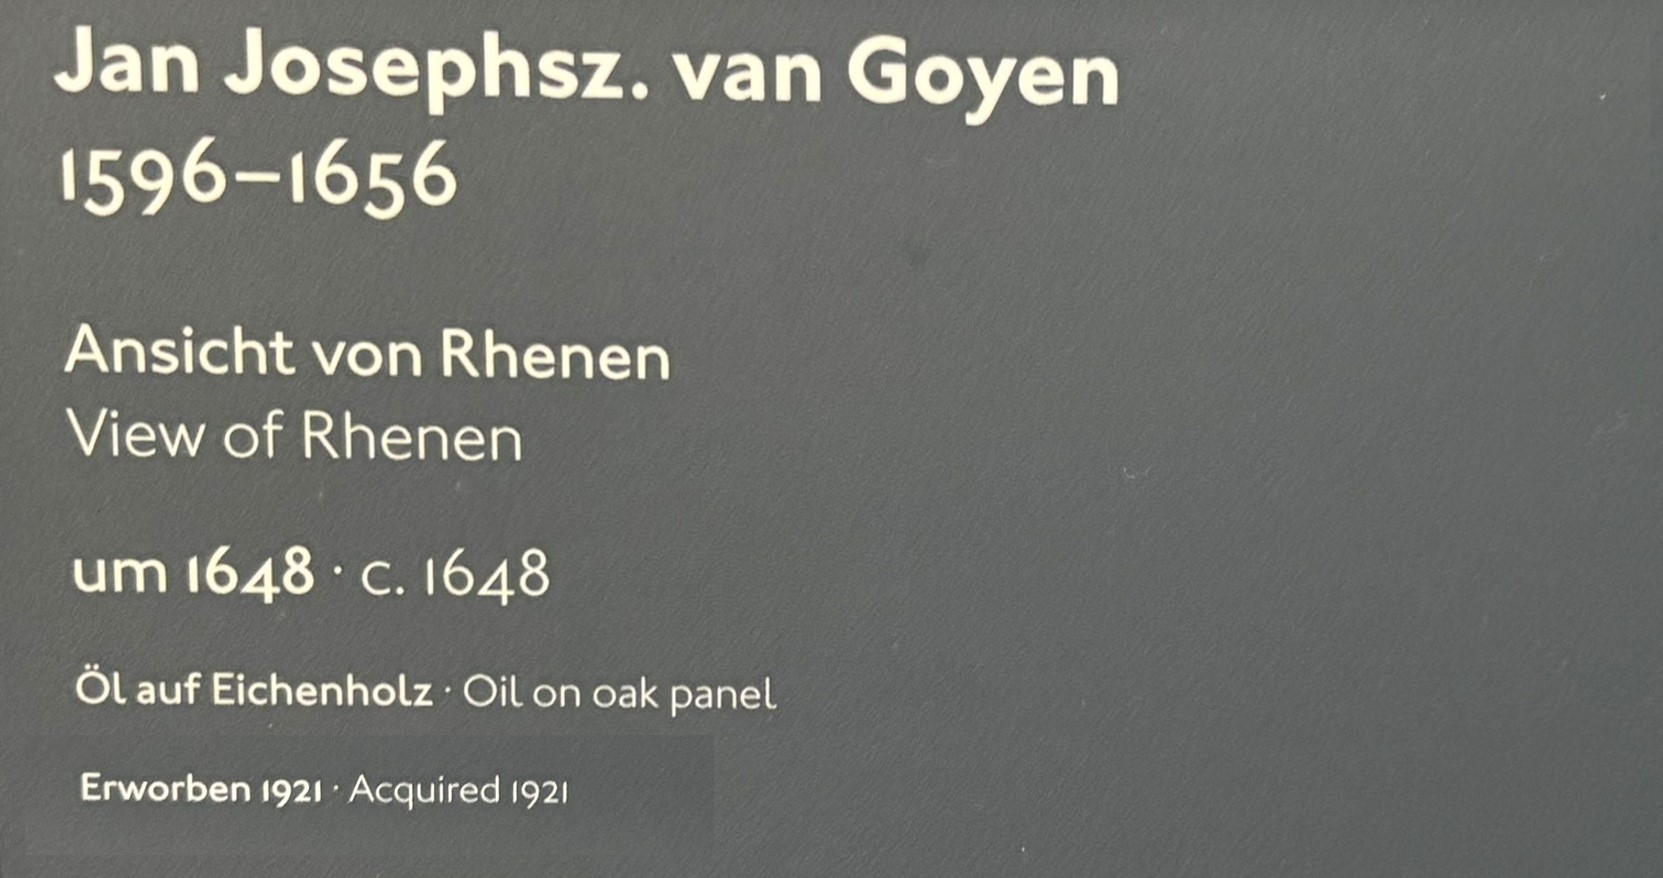 Jan Josephsz. van Goyen
1596–1656
Ansicht von Rhenen
View of Rhenen
um 1648 · c. 1648
Öl auf Eichenholz · Oil on oak panel
Erworben 1921 · Acquired 1921